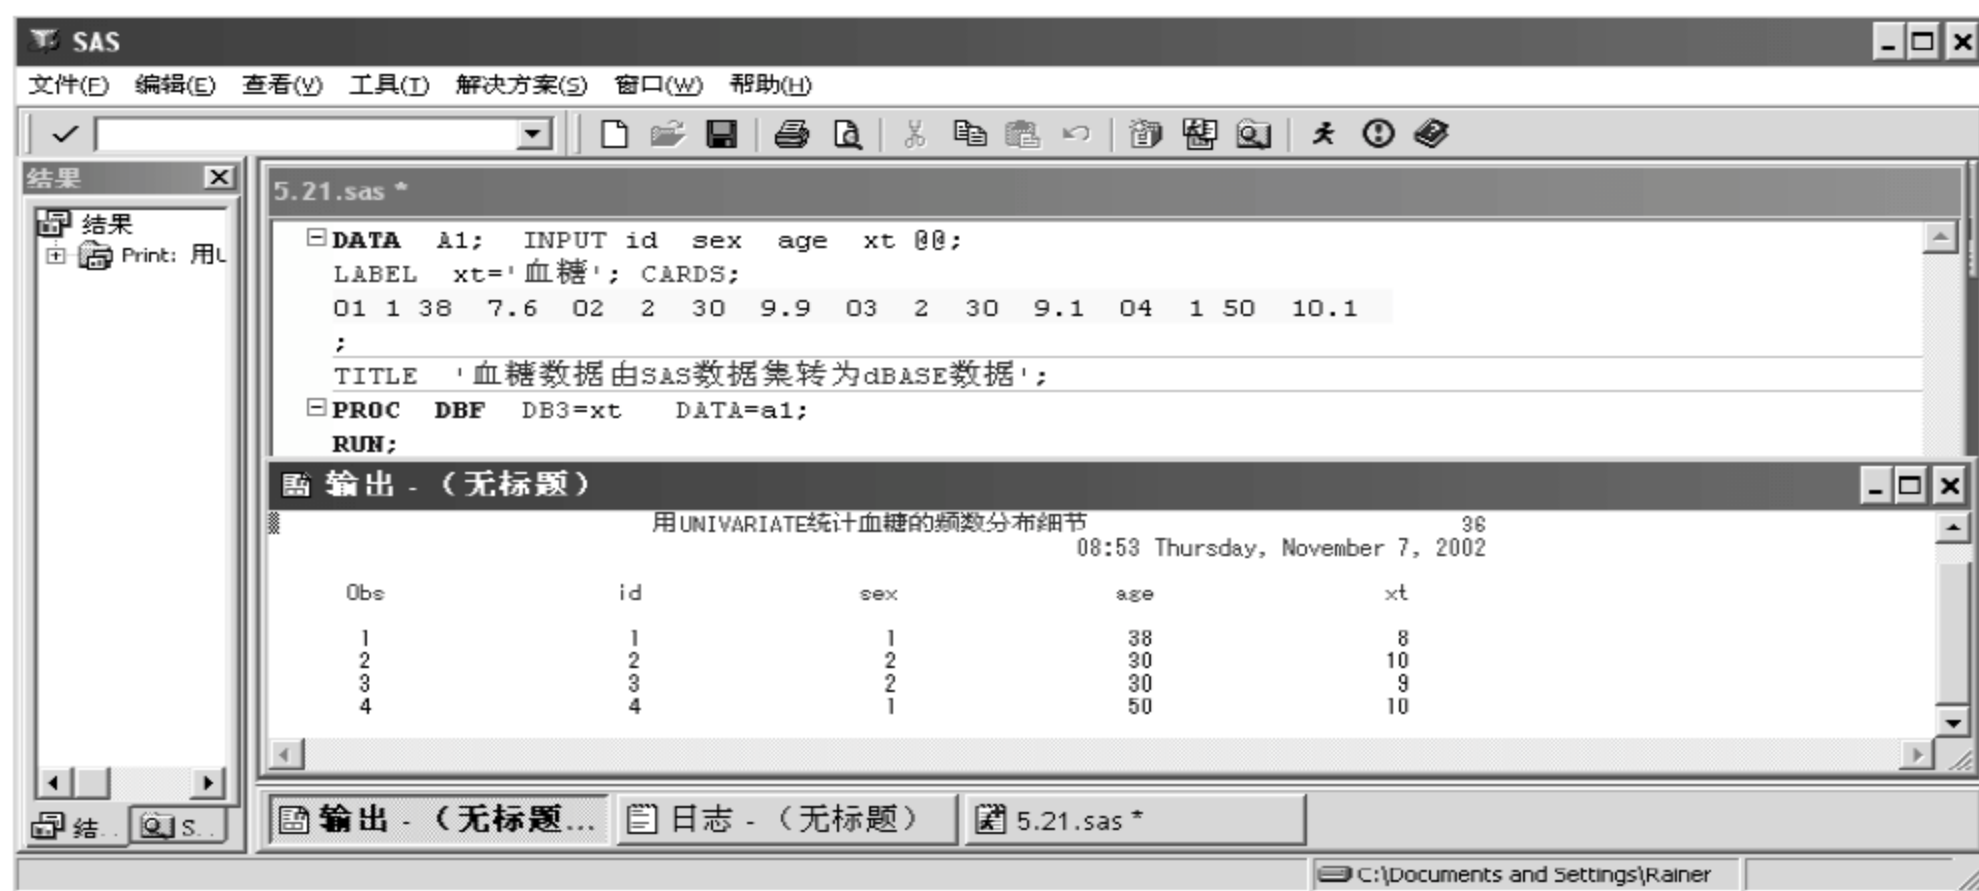 SAS
文件(F) 编辑(E) 查看(V) 工具(T) 解决方案(S) 窗口(W) 帮助(H)
结果
结果
Print: 用U
5.21.sas *
DATA A1; INPUT id sex age xt @@;
LABEL xt='血糖'; CARDS;
01 1 38 7.6 02 2 30 9.9 03 2 30 9.1 04 1 50 10.1
;
TITLE '血糖数据由SAS数据集转为dBASE数据';
PROC DBF DB3=xt DATA=a1;
RUN;
输出 - （无标题）
用UNIVARIATE统计血糖的频数分布细节 36
08:53 Thursday, November 7, 2002
Obs id sex age xt
1 1 1 38 8
2 2 2 30 10
3 3 2 30 9
4 4 1 50 10
结.. S..
输出 - （无标题... 日志 - （无标题） 5.21.sas *
C:\Documents and Settings\Rainer